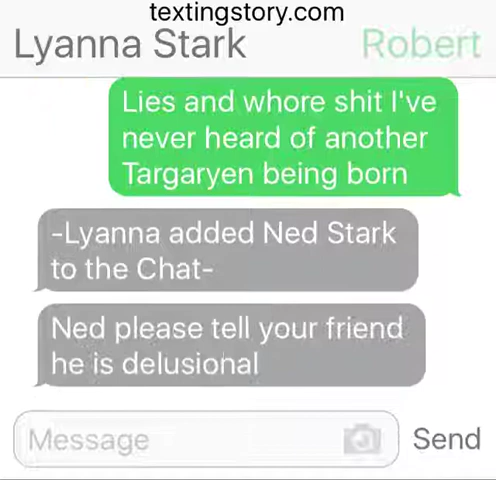 textingstory.com
Lyanna Stark Robert
Lies and whore shit I've
never heard of another
Targaryen being born
-Lyanna added Ned Stark
to the Chat-
Ned please tell your friend
he is delusional
Message Send